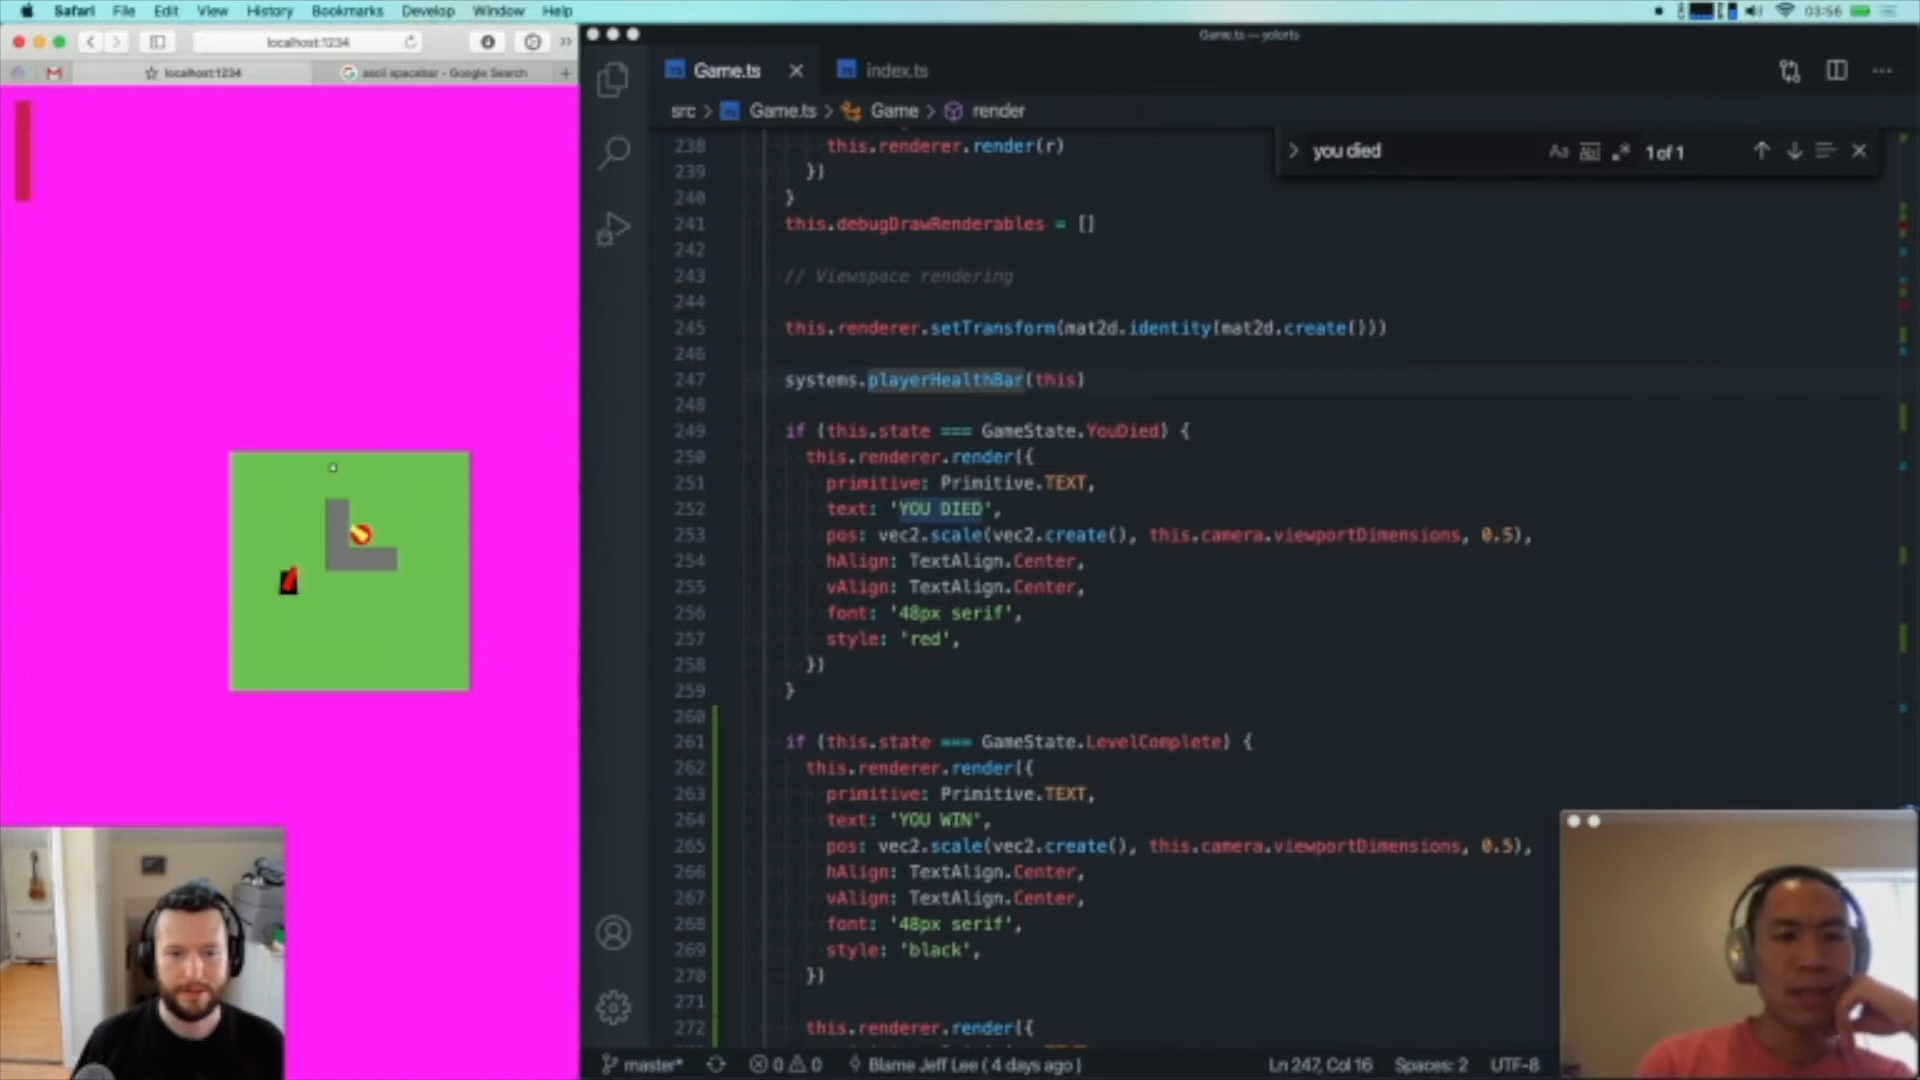 Safari File Edit View History Bookmarks Develop Window Help
03:56
localhost:1234
localhost:1234
ascii spacebar - Google Search
Game.ts — yolorts
Game.ts
index.ts
src > Game.ts > Game > render
you died
Aa
1 of 1
238 this.renderer.render(r)
239 })
240 }
241 this.debugDrawRenderables = []
242
243 // Viewspace rendering
244
245 this.renderer.setTransform(mat2d.identity(mat2d.create()))
246
247 systems.playerHealthBar(this)
248
249 if (this.state === GameState.YouDied) {
250 this.renderer.render({
251 primitive: Primitive.TEXT,
252 text: 'YOU DIED',
253 pos: vec2.scale(vec2.create(), this.camera.viewportDimensions, 0.5),
254 hAlign: TextAlign.Center,
255 vAlign: TextAlign.Center,
256 font: '48px serif',
257 style: 'red',
258 })
259 }
260
261 if (this.state === GameState.LevelComplete) {
262 this.renderer.render({
263 primitive: Primitive.TEXT,
264 text: 'YOU WIN',
265 pos: vec2.scale(vec2.create(), this.camera.viewportDimensions, 0.5),
266 hAlign: TextAlign.Center,
267 vAlign: TextAlign.Center,
268 font: '48px serif',
269 style: 'black',
270 })
271
272 this.renderer.render({
master* 0 0 Blame Jeff Lee ( 4 days ago ) Ln 247, Col 16 Spaces: 2 UTF-8